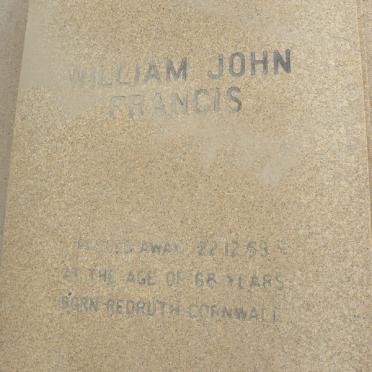 WILLIAM JOHN
FRANCIS
PASSED AWAY 22.12.69
AT THE AGE OF 68 YEARS
BORN REDRUTH CORNWALL